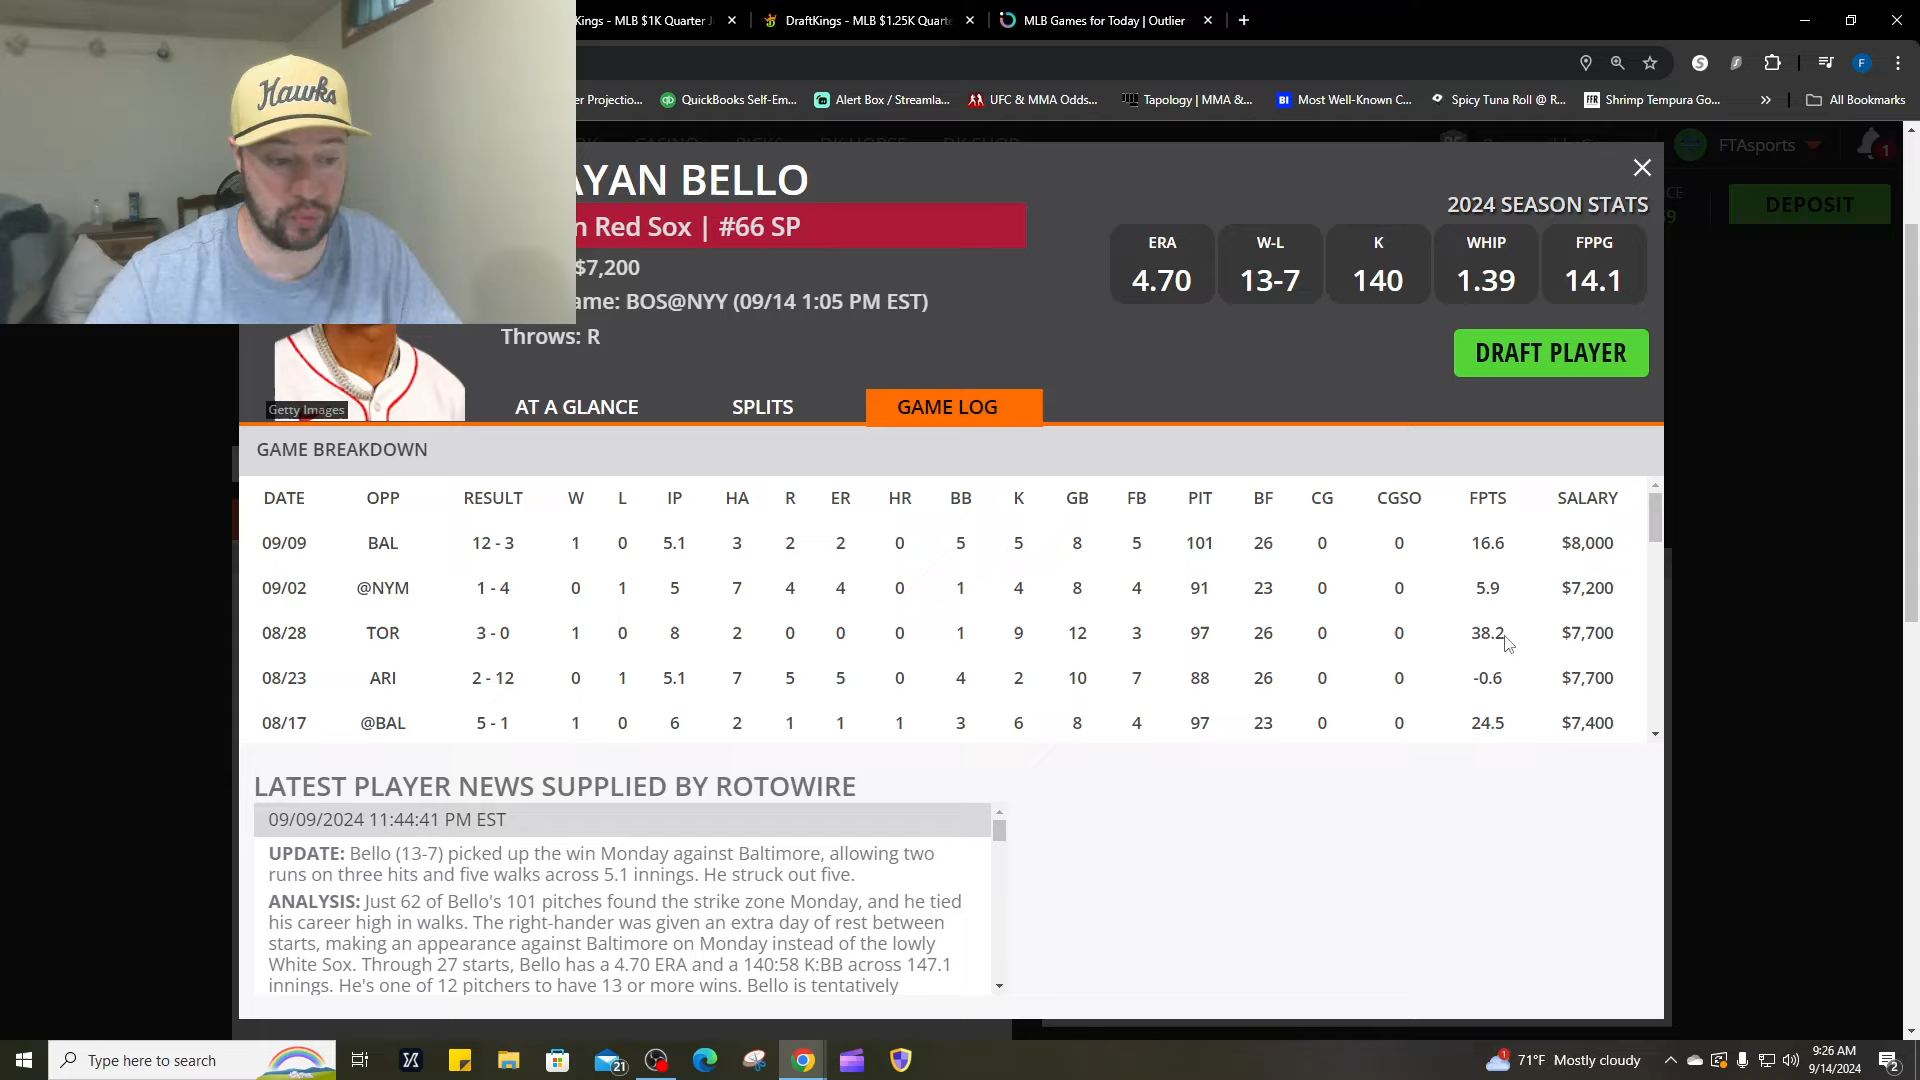 Kings - MLB $1K Quarter J
DraftKings - MLB $1.25K Quarte
MLB Games for Today | Outlier
er Projectio...
QuickBooks Self-Em...
Alert Box / Streamla...
UFC & MMA Odds...
Tapology | MMA &...
BI Most Well-Known C...
Spicy Tuna Roll @ R...
FFR Shrimp Tempura Go...
All Bookmarks
Hawks
FTAsports
1
DEPOSIT
AYAN BELLO
n Red Sox | #66 SP
$7,200
ame: BOS@NYY (09/14 1:05 PM EST)
Throws: R
2024 SEASON STATS
ERA W-L K WHIP FPPG
4.70 13-7 140 1.39 14.1
DRAFT PLAYER
Getty Images
AT A GLANCE SPLITS GAME LOG
GAME BREAKDOWN
DATE OPP RESULT W L IP HA R ER HR BB K GB FB PIT BF CG CGSO FPTS SALARY
09/09 BAL 12 - 3 1 0 5.1 3 2 2 0 5 5 8 5 101 26 0 0 16.6 $8,000
09/02 @NYM 1 - 4 0 1 5 7 4 4 0 1 4 8 4 91 23 0 0 5.9 $7,200
08/28 TOR 3 - 0 1 0 8 2 0 0 0 1 9 12 3 97 26 0 0 38.2 $7,700
08/23 ARI 2 - 12 0 1 5.1 7 5 5 0 4 2 10 7 88 26 0 0 -0.6 $7,700
08/17 @BAL 5 - 1 1 0 6 2 1 1 1 3 6 8 4 97 23 0 0 24.5 $7,400
LATEST PLAYER NEWS SUPPLIED BY ROTOWIRE
09/09/2024 11:44:41 PM EST
UPDATE: Bello (13-7) picked up the win Monday against Baltimore, allowing two
runs on three hits and five walks across 5.1 innings. He struck out five.
ANALYSIS: Just 62 of Bello's 101 pitches found the strike zone Monday, and he tied
his career high in walks. The right-hander was given an extra day of rest between
starts, making an appearance against Baltimore on Monday instead of the lowly
White Sox. Through 27 starts, Bello has a 4.70 ERA and a 140:58 K:BB across 147.1
innings. He's one of 12 pitchers to have 13 or more wins. Bello is tentatively
Type here to search
21
1
71°F Mostly cloudy
9:26 AM
9/14/2024
2